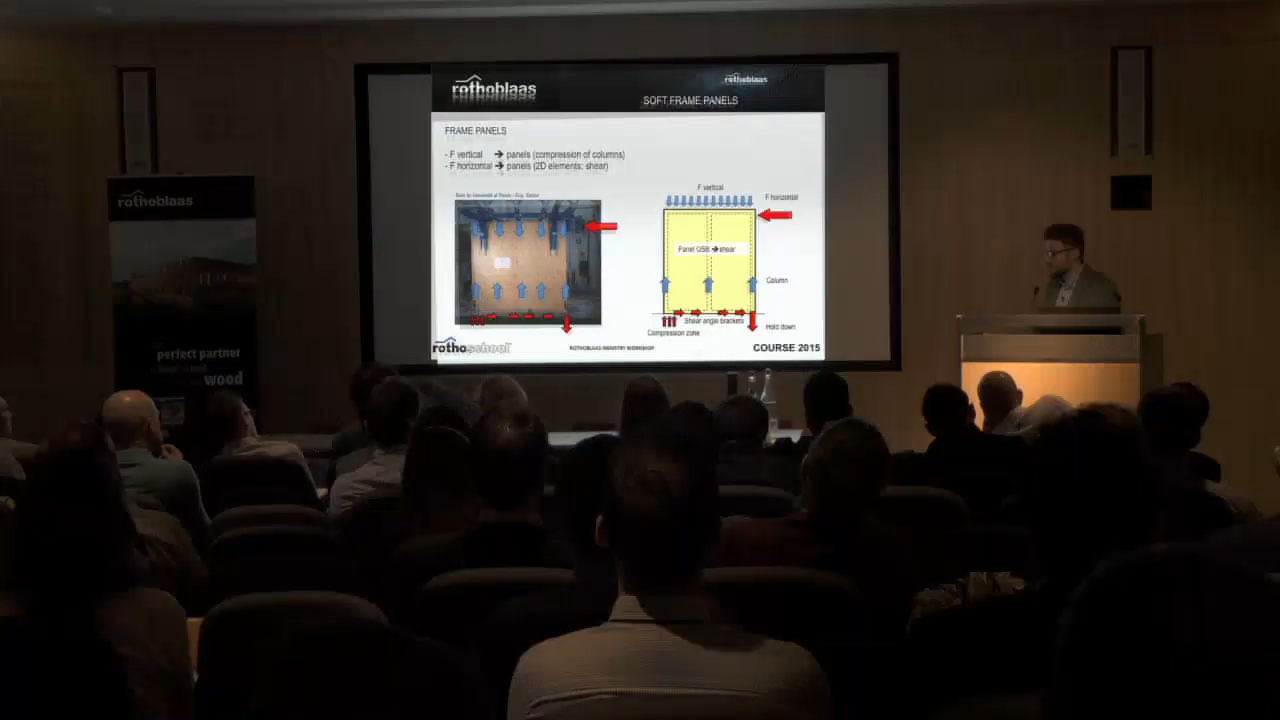 rothoblaas
rothoblaas
SOFT FRAME PANELS
FRAME PANELS
- F vertical ➔ panels (compression of columns)
- F horizontal ➔ panels (2D elements: shear)
F vertical
F horizontal
Panel OSB ➔ shear
Column
Shear angle brackets
Hold down
Compression zone
rothoschool
ROTHOBLAAS INDUSTRY WORKSHOP
COURSE 2015
rothoblaas
perfect partner
wood